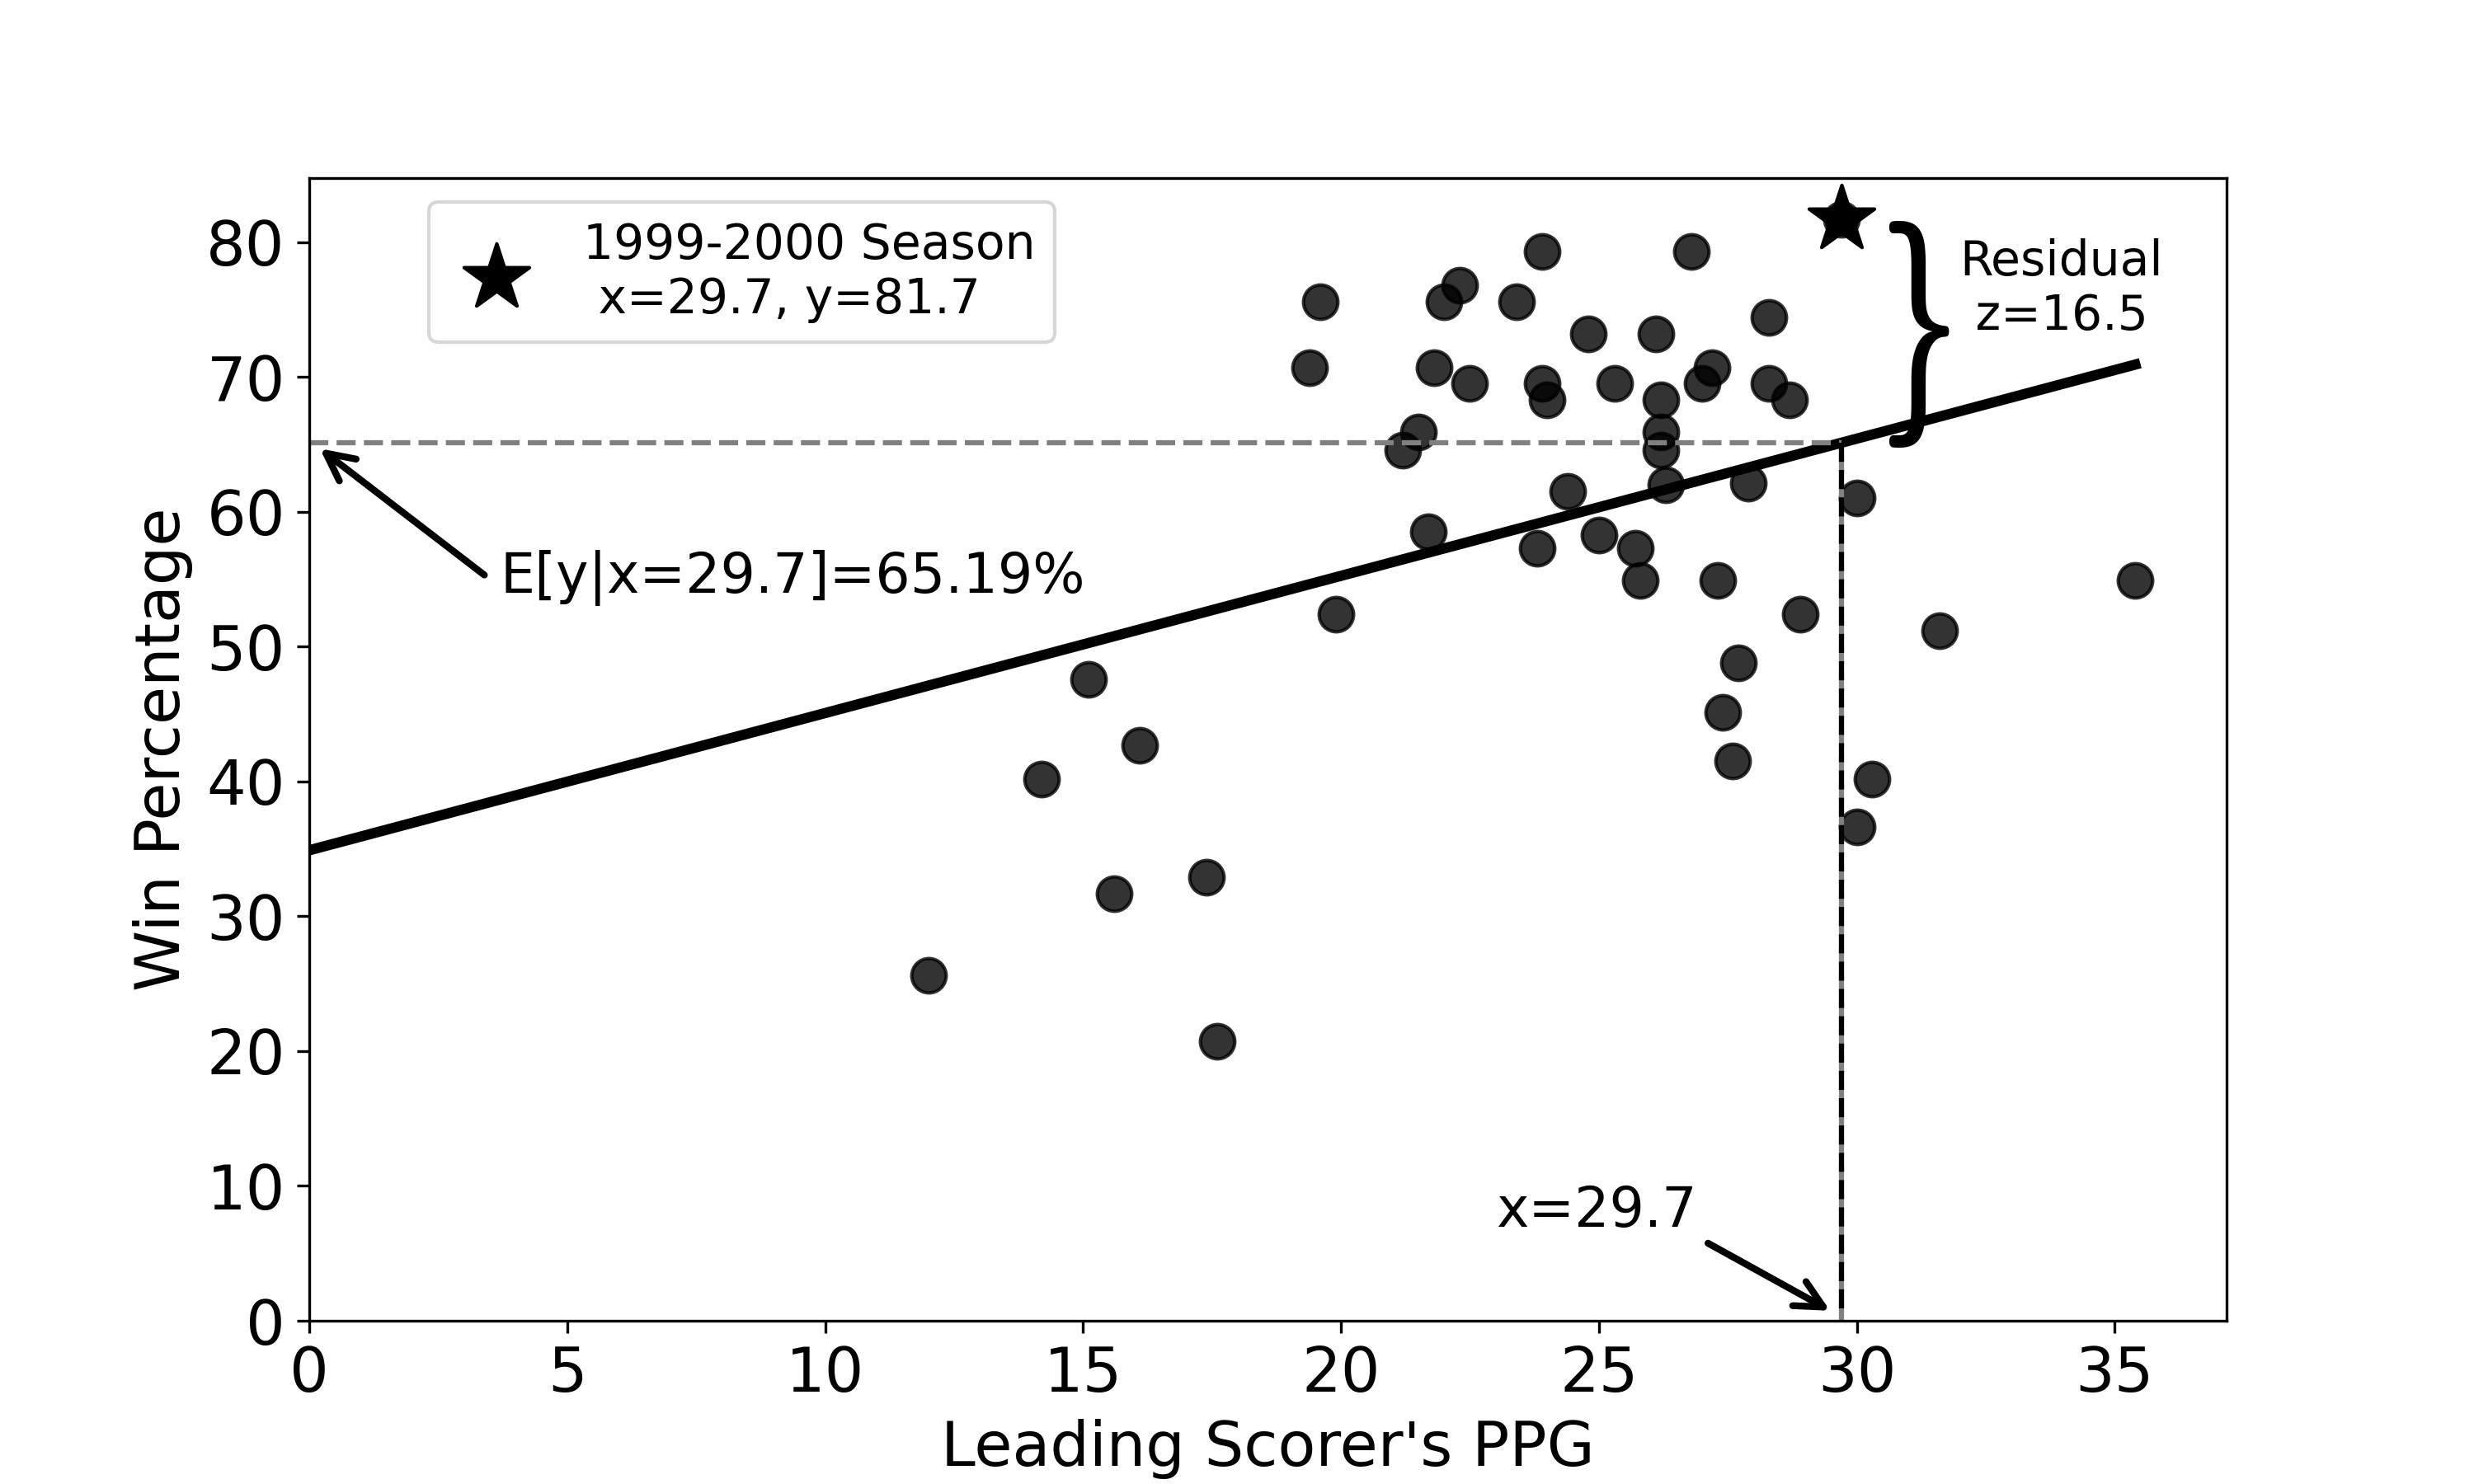 1999-2000 Season
x=29.7, y=81.7
Residual
z=16.5
E[y|x=29.7]=65.19%
x=29.7
Win Percentage
80
70
60
50
40
30
20
10
0
0 5 10 15 20 25 30 35
Leading Scorer's PPG